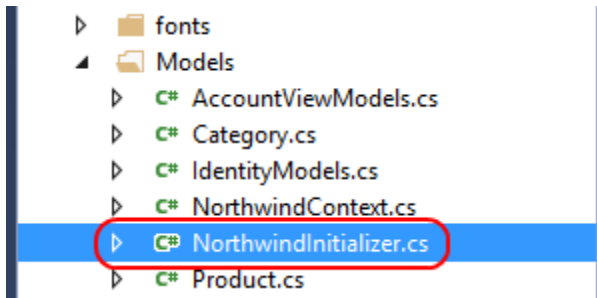 fonts
Models
C# AccountViewModels.cs
C# Category.cs
C# IdentityModels.cs
C# NorthwindContext.cs
C# NorthwindInitializer.cs
C# Product.cs